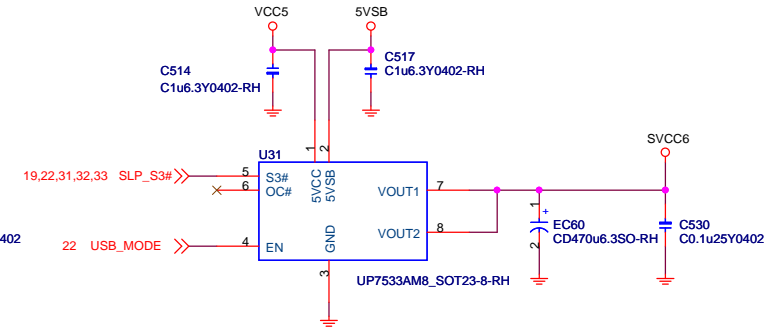 VCC5
5VSB
C514
C1u6.3Y0402-RH
C517
C1u6.3Y0402-RH
SVCC6
U31
1
2
19,22,31,32,33 SLP_S3#
5
6
S3#
OC#
5VCC
5VSB
VOUT1
7
402
22 USB_MODE
4
EN
GND
VOUT2
8
1
+
2
EC60
CD470u6.3SO-RH
C530
C0.1u25Y0402
3
UP7533AM8_SOT23-8-RH